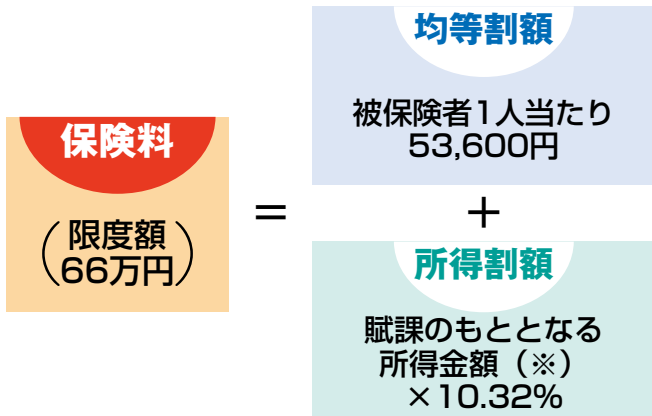 保険料
(限度額
66万円)
=
均等割額
被保険者1人当たり
53,600円
+
所得割額
賦課のもととなる
所得金額(※)
×10.32%